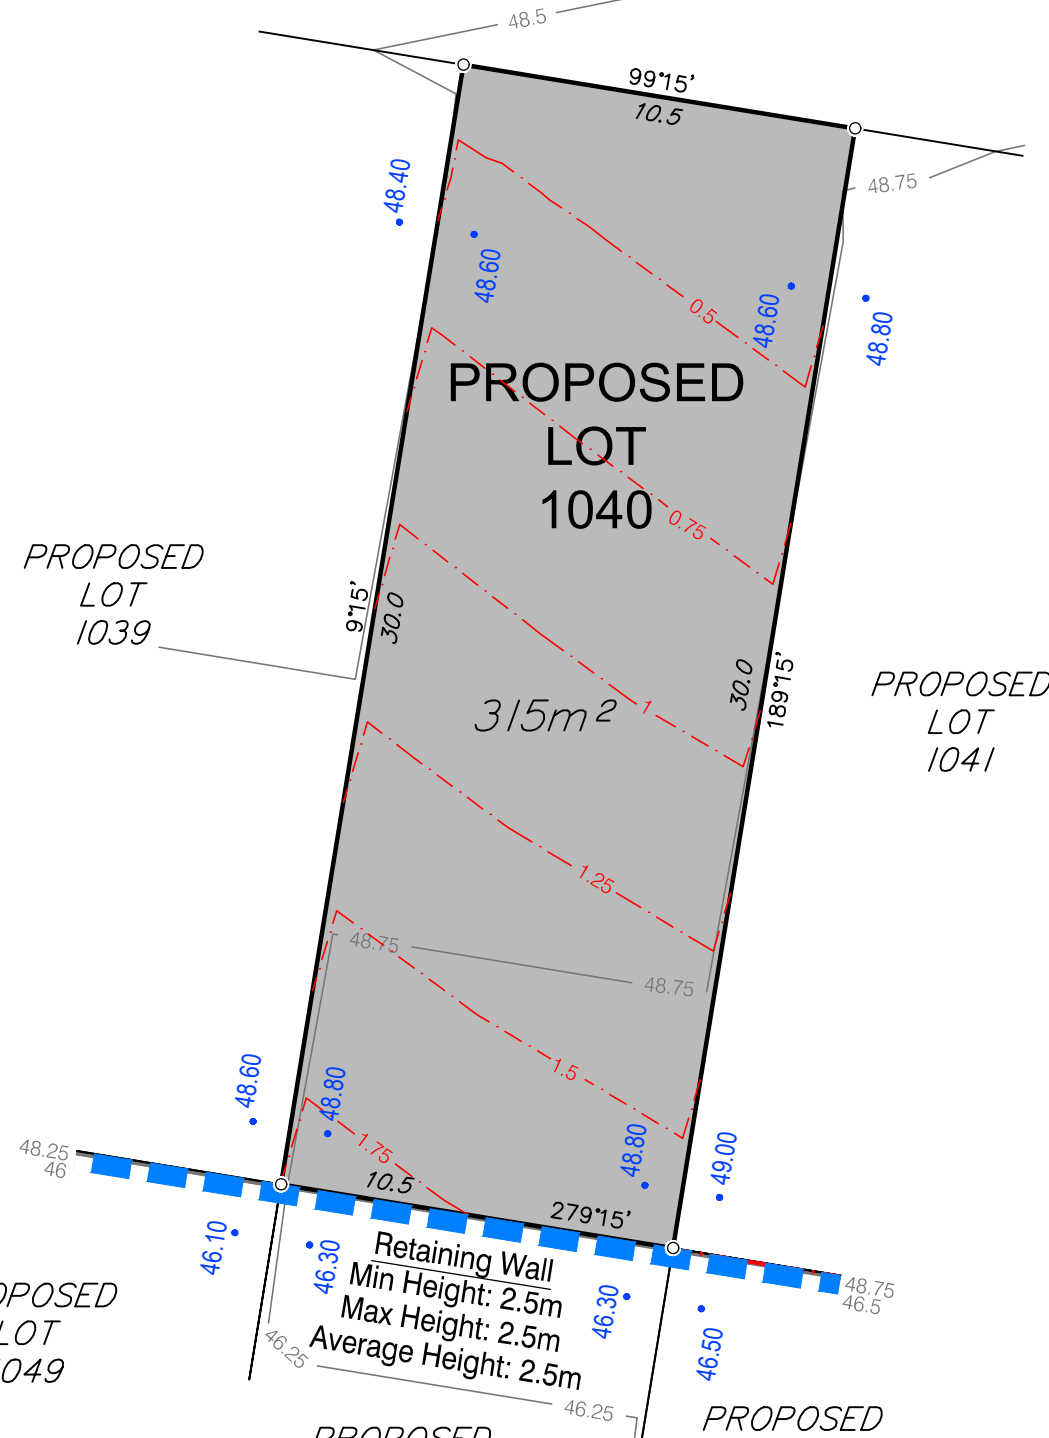 48.5
99°15'
10.5
48.40
48.75
48.60
0.5
48.60
48.80
PROPOSED
LOT
1040
0.75
PROPOSED
LOT
1039
9°15'
30.0
30.0
189°15'
315m²
1
PROPOSED
LOT
1041
1.25
48.75
48.75
1.5
48.60
48.80
48.80
49.00
1.75
48.25
46
10.5
279°15'
46.10
46.30
Retaining Wall
Min Height: 2.5m
Max Height: 2.5m
Average Height: 2.5m
46.30
48.75
46.5
46.50
OPOSED
LOT
1049
46.25
46.25
PROPOSED
PROPOSED